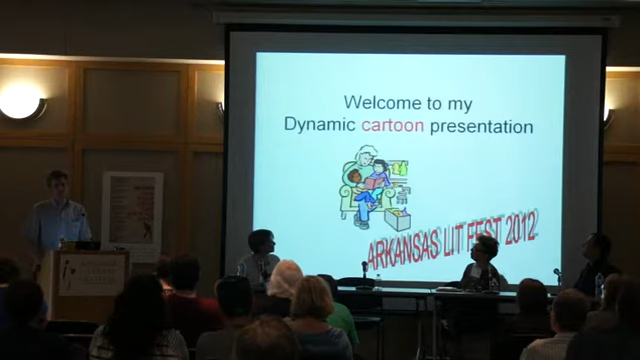 Welcome to my
Dynamic cartoon presentation
ARKANSAS LIT FEST 2012